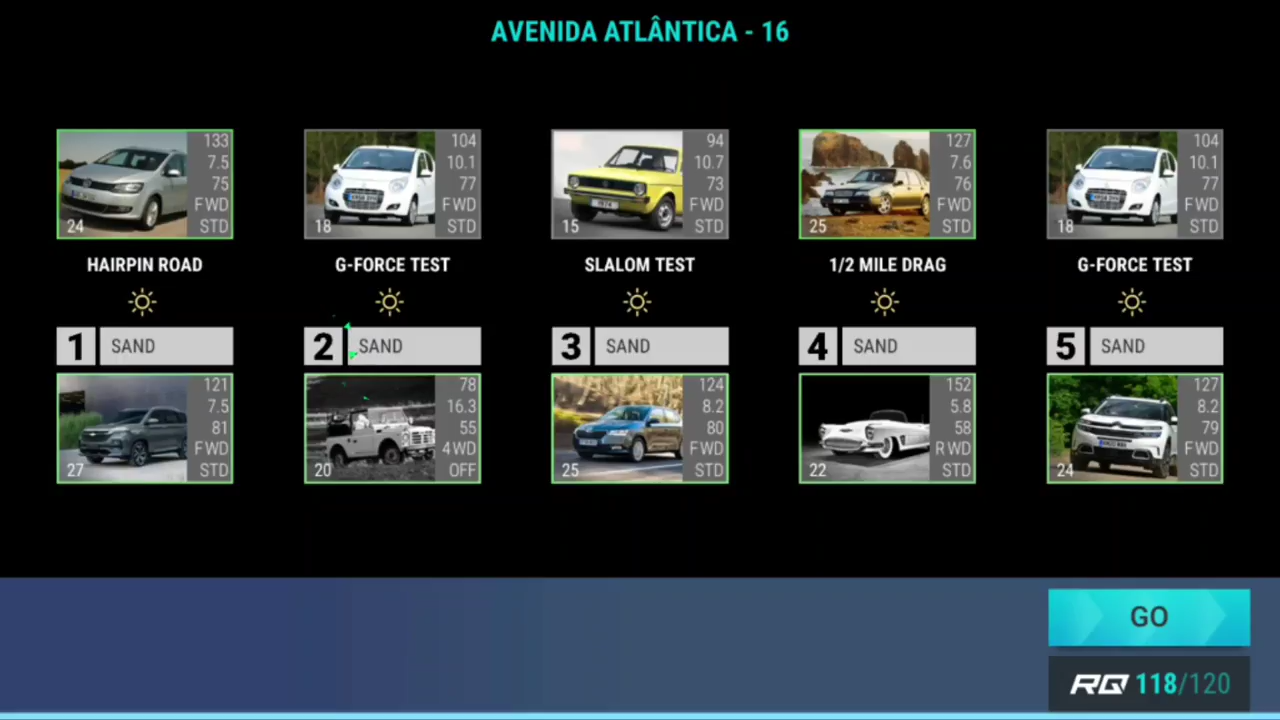 AVENIDA ATLÂNTICA - 16
133
7.5
75
FWD
STD
24
104
10.1
77
FWD
STD
18
94
10.7
73
FWD
STD
15
127
7.6
76
FWD
STD
25
104
10.1
77
FWD
STD
18
HAIRPIN ROAD
G-FORCE TEST
SLALOM TEST
1/2 MILE DRAG
G-FORCE TEST
1 SAND
2 SAND
3 SAND
4 SAND
5 SAND
121
7.5
81
FWD
STD
27
78
16.3
55
4WD
OFF
20
124
8.2
80
FWD
STD
25
152
5.8
58
RWD
STD
22
127
8.2
79
FWD
STD
24
GO
RQ 118/120